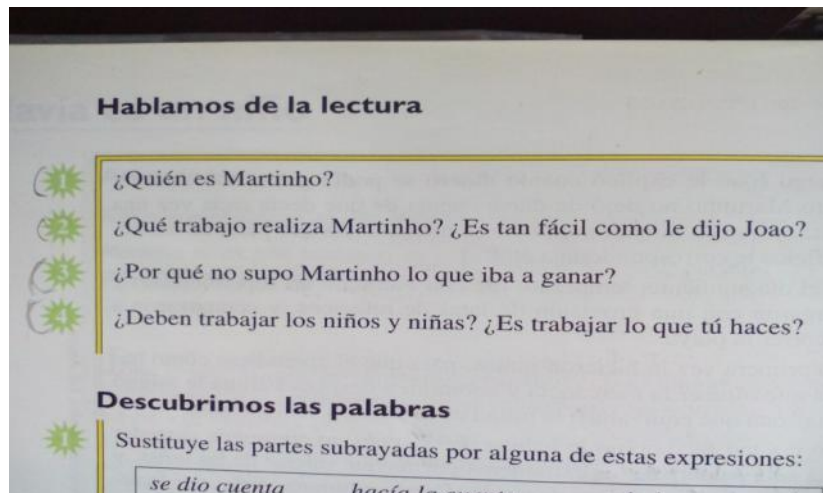 Hablamos de la lectura
1 ¿Quién es Martinho?
2 ¿Qué trabajo realiza Martinho? ¿Es tan fácil como le dijo Joao?
3 ¿Por qué no supo Martinho lo que iba a ganar?
4 ¿Deben trabajar los niños y niñas? ¿Es trabajar lo que tú haces?
Descubrimos las palabras
1 Sustituye las partes subrayadas por alguna de estas expresiones:
se dio cuenta hacía la